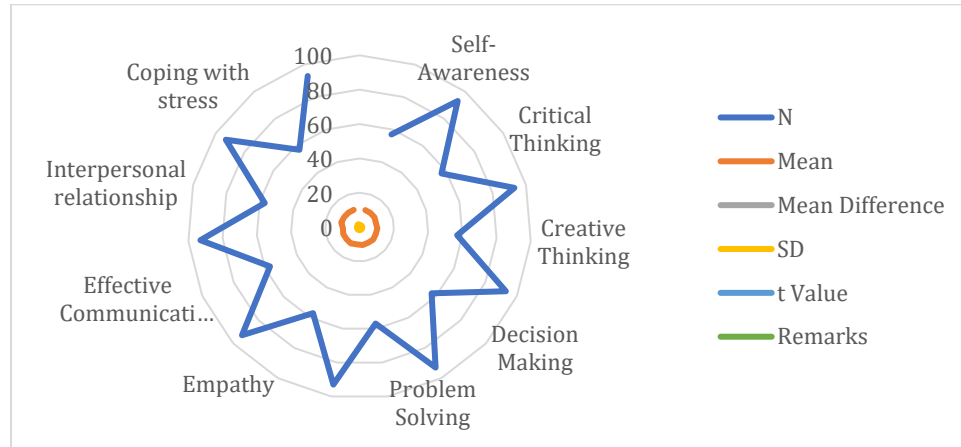 100
80
60
40
20
0
Self-
Awareness
Critical
Thinking
Creative
Thinking
Decision
Making
Problem
Solving
Empathy
Effective
Communicati...
Interpersonal
relationship
Coping with
stress
N
Mean
Mean Difference
SD
t Value
Remarks